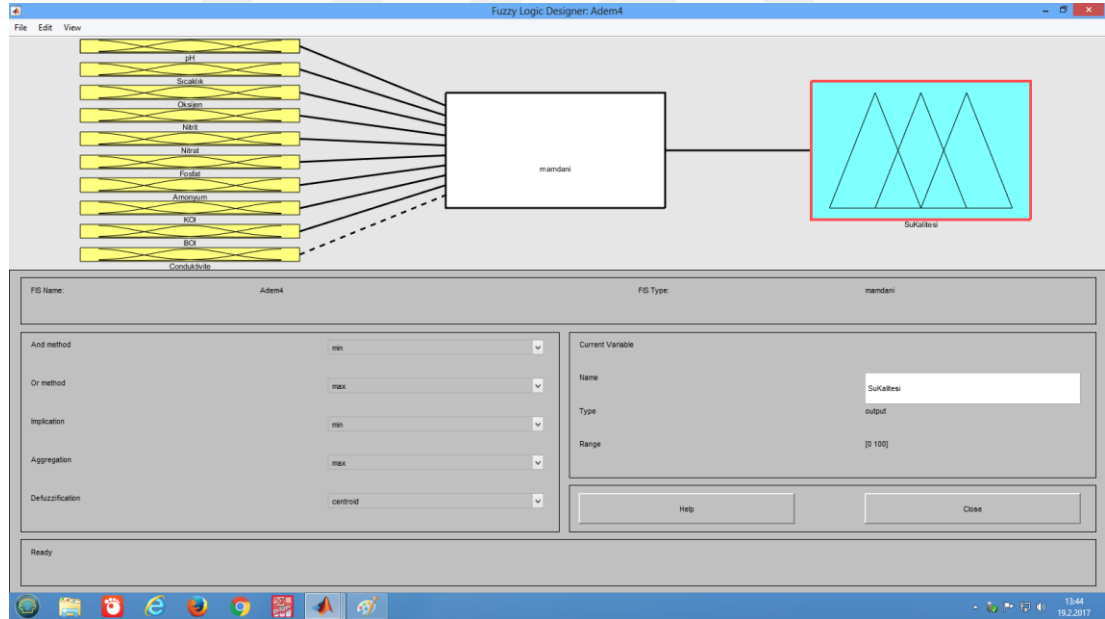 Fuzzy Logic Designer: Adem4
File Edit View
pH
Sıcaklık
Oksijen
Nitrit
Nitrat
Fosfat
Amonyum
KOI
BOI
Conduktivite
mamdani
SuKalitesi
FIS Name: Adem4 FIS Type: mamdani
And method min
Or method max
Implication min
Aggregation max
Defuzzification centroid
Current Variable
Name SuKalitesi
Type output
Range [0 100]
Help Close
Ready
13:44
19.2.2017